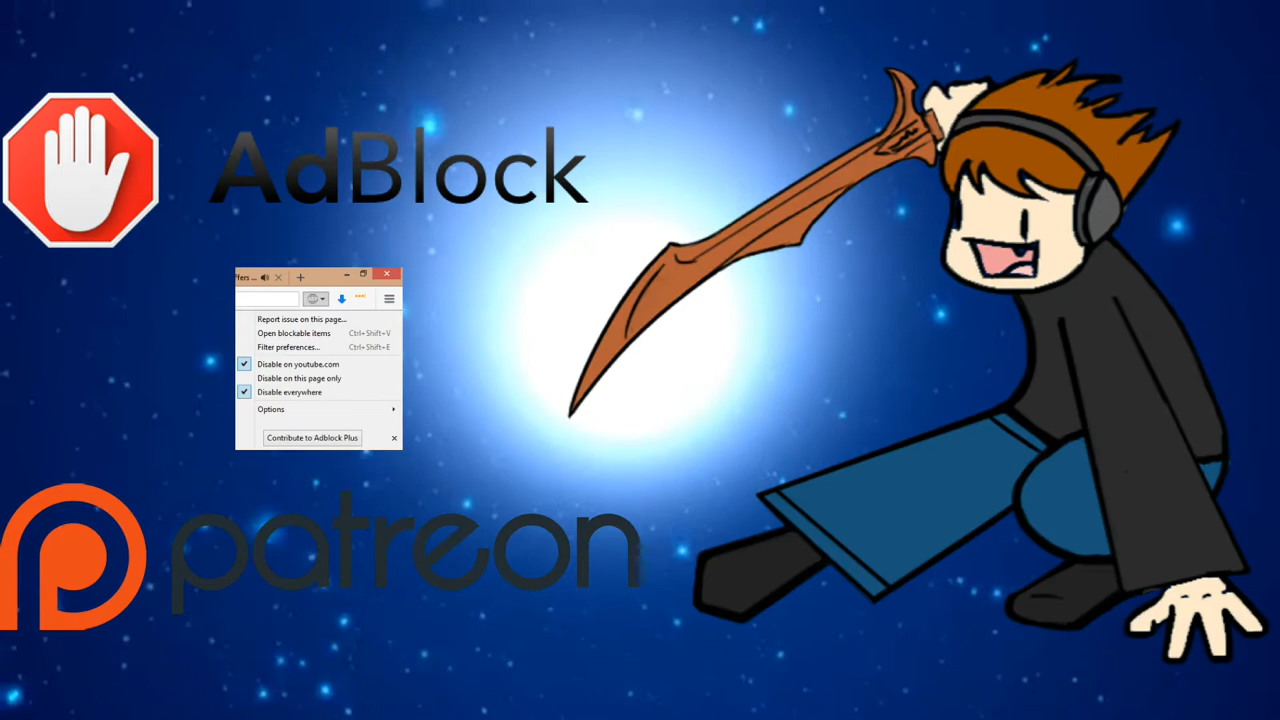 AdBlock
ffers ...
Report issue on this page...
Open blockable items Ctrl+Shift+V
Filter preferences... Ctrl+Shift+E
Disable on youtube.com
Disable on this page only
Disable everywhere
Options
Contribute to Adblock Plus
patreon